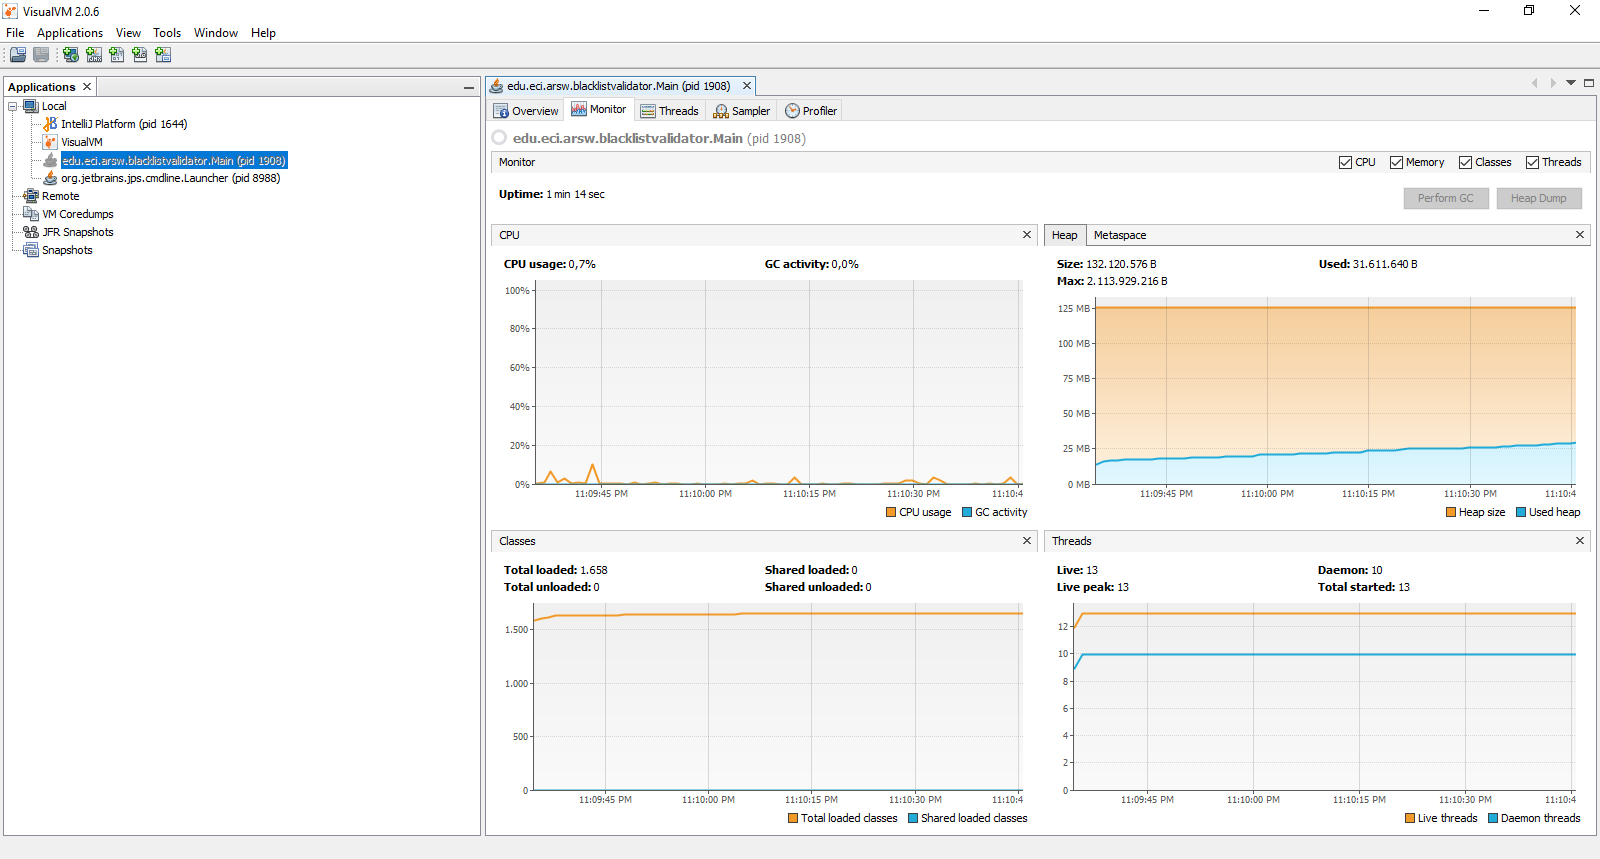 VisualVM 2.0.6
File Applications View Tools Window Help
Applications
Local
IntelliJ Platform (pid 1644)
VisualVM
edu.eci.arsw.blacklistvalidator.Main (pid 1908)
org.jetbrains.jps.cmdline.Launcher (pid 8988)
Remote
VM Coredumps
JFR Snapshots
Snapshots
edu.eci.arsw.blacklistvalidator.Main (pid 1908)
Overview Monitor Threads Sampler Profiler
edu.eci.arsw.blacklistvalidator.Main (pid 1908)
Monitor CPU Memory Classes Threads
Uptime: 1 min 14 sec
Perform GC Heap Dump
CPU
CPU usage: 0,7% GC activity: 0,0%
100%
80%
60%
40%
20%
0%
11:09:45 PM 11:10:00 PM 11:10:15 PM 11:10:30 PM 11:10:4
CPU usage GC activity
Heap Metaspace
Size: 132.120.576 B Used: 31.611.640 B
Max: 2.113.929.216 B
125 MB
100 MB
75 MB
50 MB
25 MB
0 MB
11:09:45 PM 11:10:00 PM 11:10:15 PM 11:10:30 PM 11:10:4
Heap size Used heap
Classes
Total loaded: 1.658 Shared loaded: 0
Total unloaded: 0 Shared unloaded: 0
1.500
1.000
500
0
11:09:45 PM 11:10:00 PM 11:10:15 PM 11:10:30 PM 11:10:4
Total loaded classes Shared loaded classes
Threads
Live: 13 Daemon: 10
Live peak: 13 Total started: 13
12
10
8
6
4
2
0
11:09:45 PM 11:10:00 PM 11:10:15 PM 11:10:30 PM 11:10:4
Live threads Daemon threads